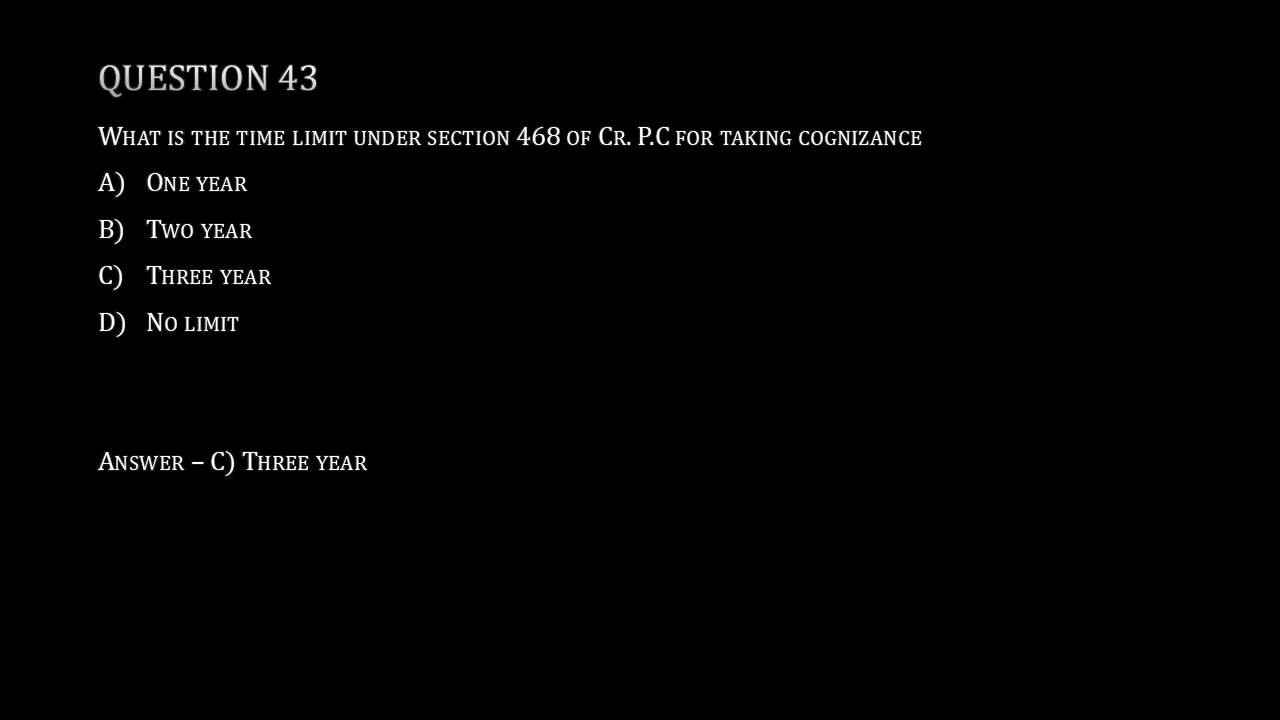 QUESTION 43
What is the time limit under section 468 of Cr. P.C for taking cognizance
A) One year
B) Two year
C) Three year
D) No limit
Answer – C) Three year